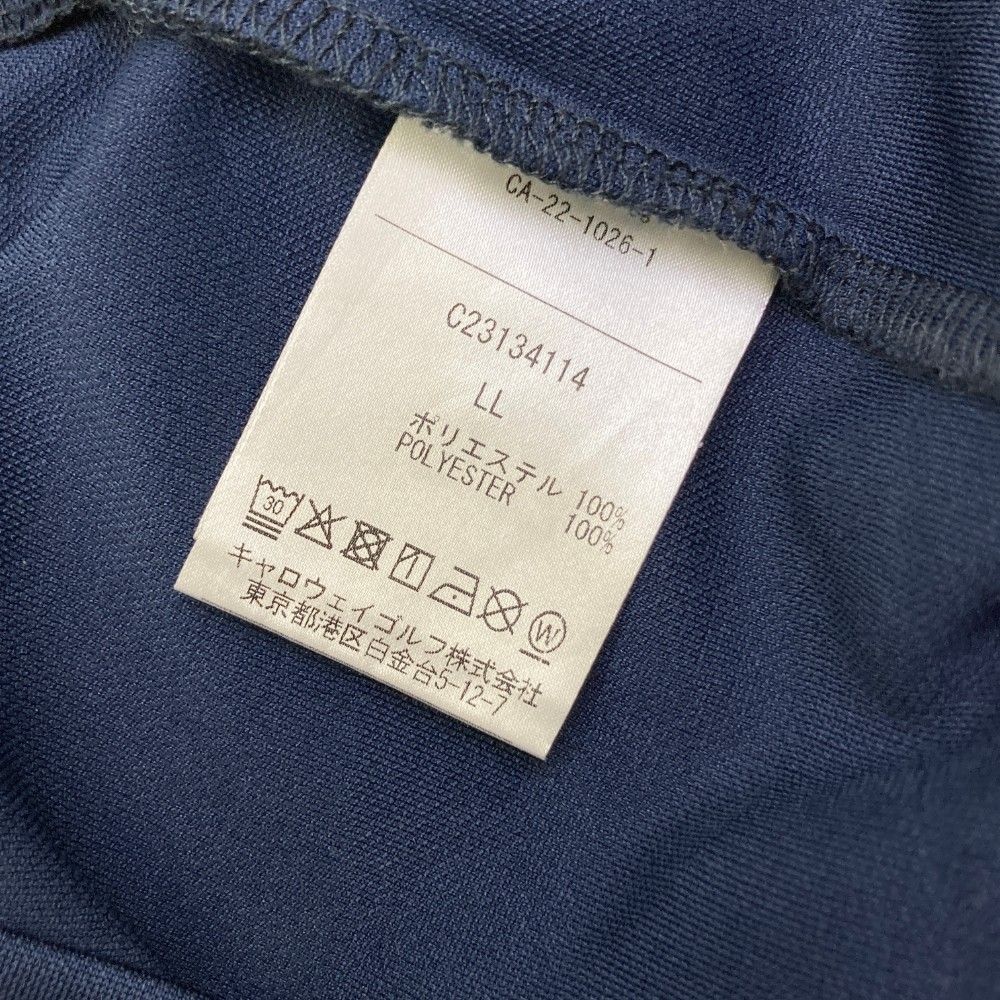 CA-22-1026-1
C23134114
LL
ポリエステル 100%
POLYESTER 100%
30 W
キャロウェイゴルフ株式会社
東京都港区白金台5-12-7